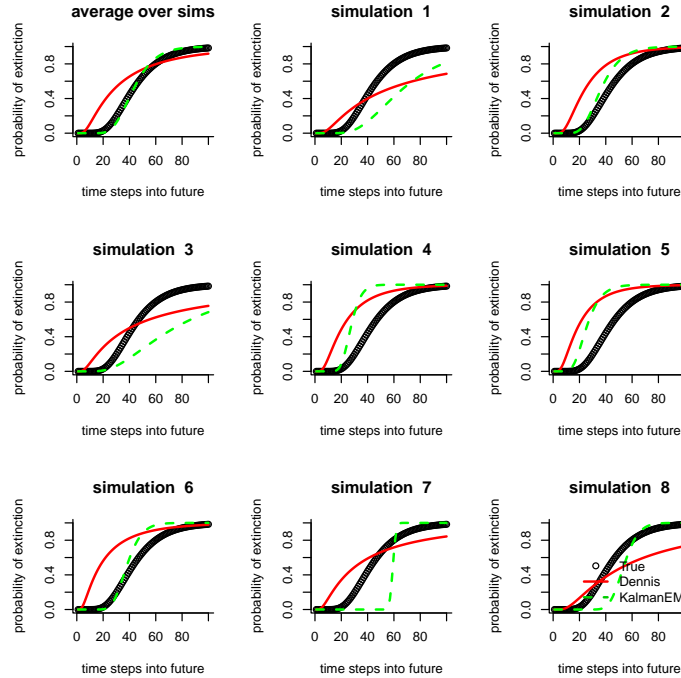 average over sims
simulation 1
simulation 2
probability of extinction
0.0 0.4 0.8
0 20 40 60 80
time steps into future
probability of extinction
0.0 0.4 0.8
0 20 40 60 80
time steps into future
probability of extinction
0.0 0.4 0.8
0 20 40 60 80
time steps into future
simulation 3
simulation 4
simulation 5
probability of extinction
0.0 0.4 0.8
0 20 40 60 80
time steps into future
probability of extinction
0.0 0.4 0.8
0 20 40 60 80
time steps into future
probability of extinction
0.0 0.4 0.8
0 20 40 60 80
time steps into future
simulation 6
simulation 7
simulation 8
probability of extinction
0.0 0.4 0.8
0 20 40 60 80
time steps into future
probability of extinction
0.0 0.4 0.8
0 20 40 60 80
time steps into future
probability of extinction
0.0 0.4 0.8
True
Dennis
KalmanEM
0 20 40 60 80
time steps into future